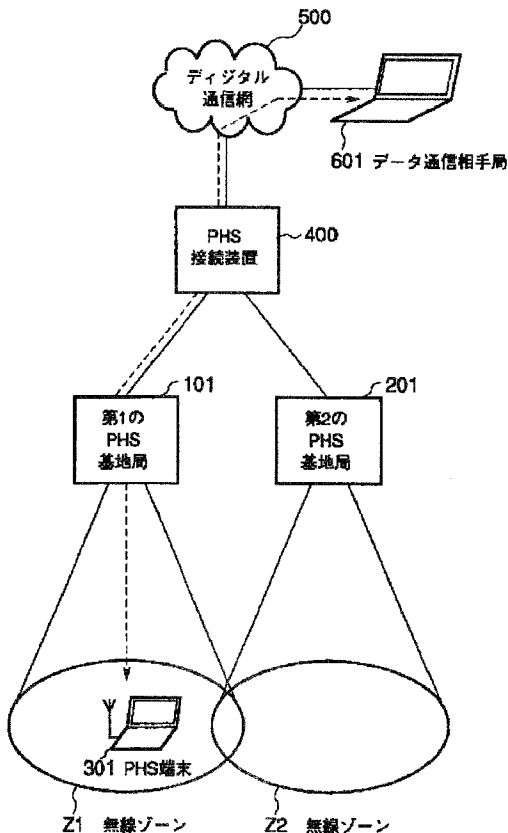 500
ディジタル
通信網
601 データ通信相手局
PHS
接続装置
400
101
第1の
PHS
基地局
201
第2の
PHS
基地局
301 PHS端末
Z1 無線ゾーン
Z2 無線ゾーン